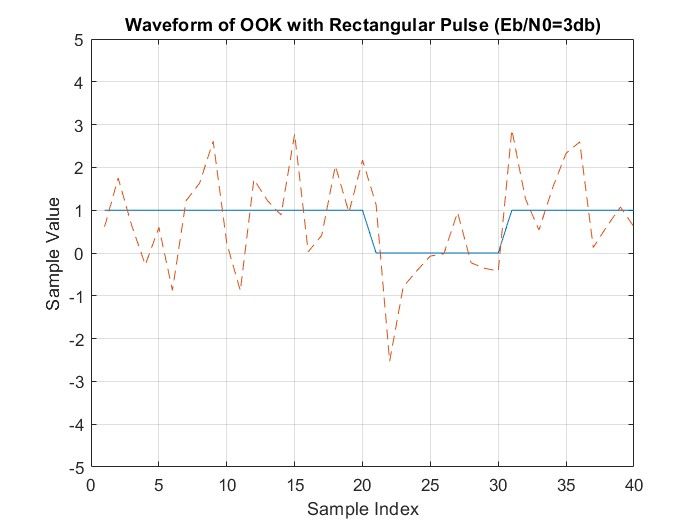 Waveform of OOK with Rectangular Pulse (Eb/N0=3db)
5
4
3
2
1
0
-1
-2
-3
-4
-5
Sample Value
0 5 10 15 20 25 30 35 40
Sample Index